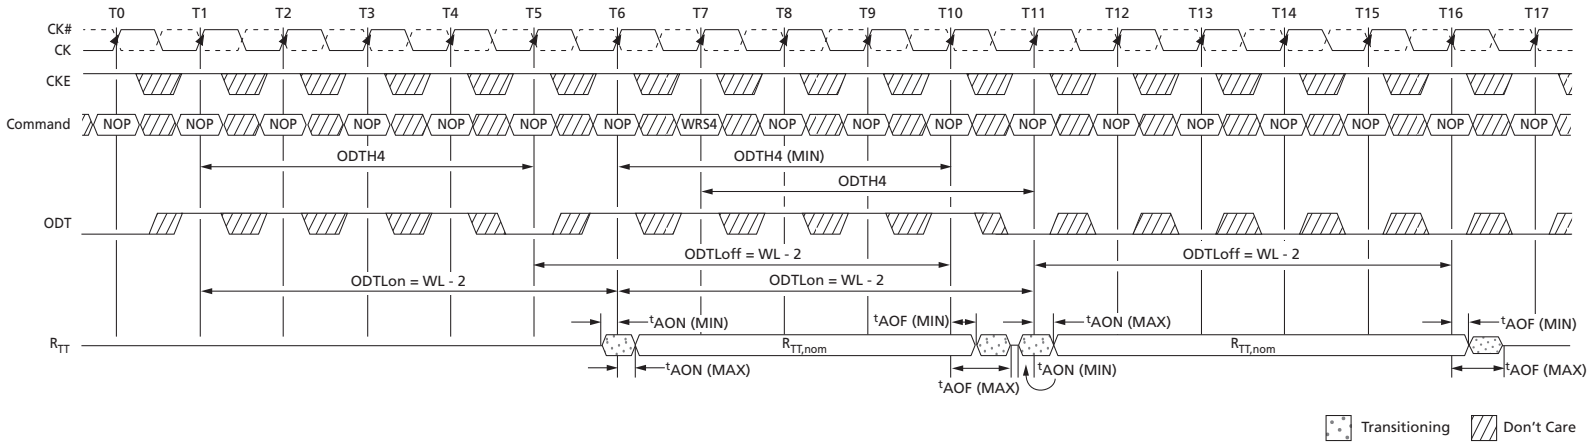 T0 T1 T2 T3 T4 T5 T6 T7 T8 T9 T10 T11 T12 T13 T14 T15 T16 T17
CK#
CK
CKE
Command NOP NOP NOP NOP NOP NOP NOP WRS4 NOP NOP NOP NOP NOP NOP NOP NOP NOP NOP
ODTH4 ODTH4 (MIN)
ODTH4
ODT
ODTLoff = WL - 2 ODTLoff = WL - 2
ODTLon = WL - 2 ODTLon = WL - 2
tAON (MIN) tAOF (MIN) tAON (MAX) tAOF (MIN)
RTT RTT,nom RTT,nom
tAON (MAX) tAON (MIN) tAOF (MAX)
tAOF (MAX)
Transitioning Don't Care